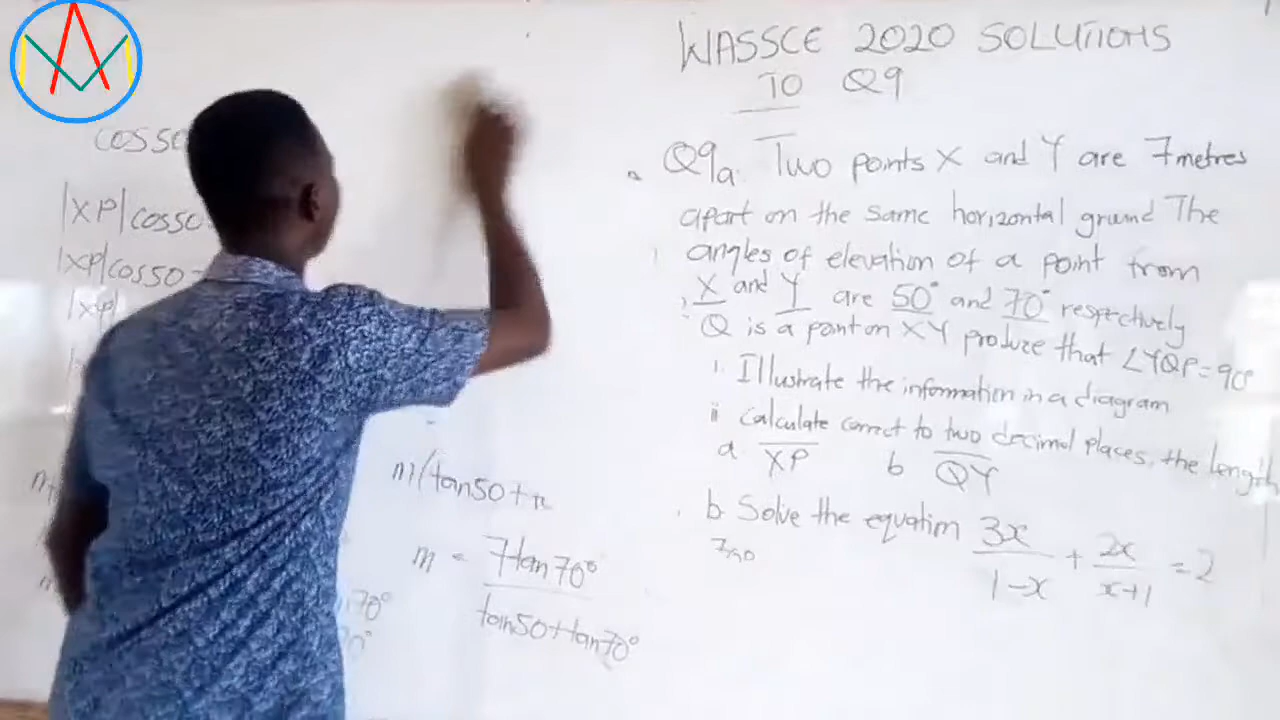 WASSCE 2020 SOLUTIONS
TO Q9
Q9a. Two points X and Y are 7metres
apart on the same horizontal ground The
angles of elevation of a point from
X and Y are 50° and 70° respectively
Q is a point on XY produce that ∠YQP=90°
i. Illustrate the information in a diagram
ii Calculate correct to two decimal places, the length
a XP b QY
b Solve the equation 3x/1-x + 2x/x+1 = 2
|XP|cos50
|XP|cos50
|XP|
m(tan50+
m = 7tan70°/tan50+tan70°
70°